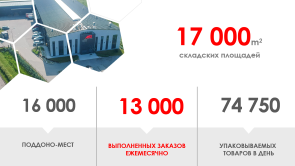 17 000м²
складских площадей
16 000
13 000
74 750
ПОДДОНО-МЕСТ
ВЫПОЛНЕННЫХ ЗАКАЗОВ
ЕЖЕМЕСЯЧНО
УПАКОВЫВАЕМЫХ
ТОВАРОВ В ДЕНЬ